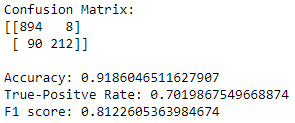 Confusion Matrix:
[[894 8]
[ 90 212]]
Accuracy: 0.9186046511627907
True-Positve Rate: 0.7019867549668874
F1 score: 0.8122605363984674